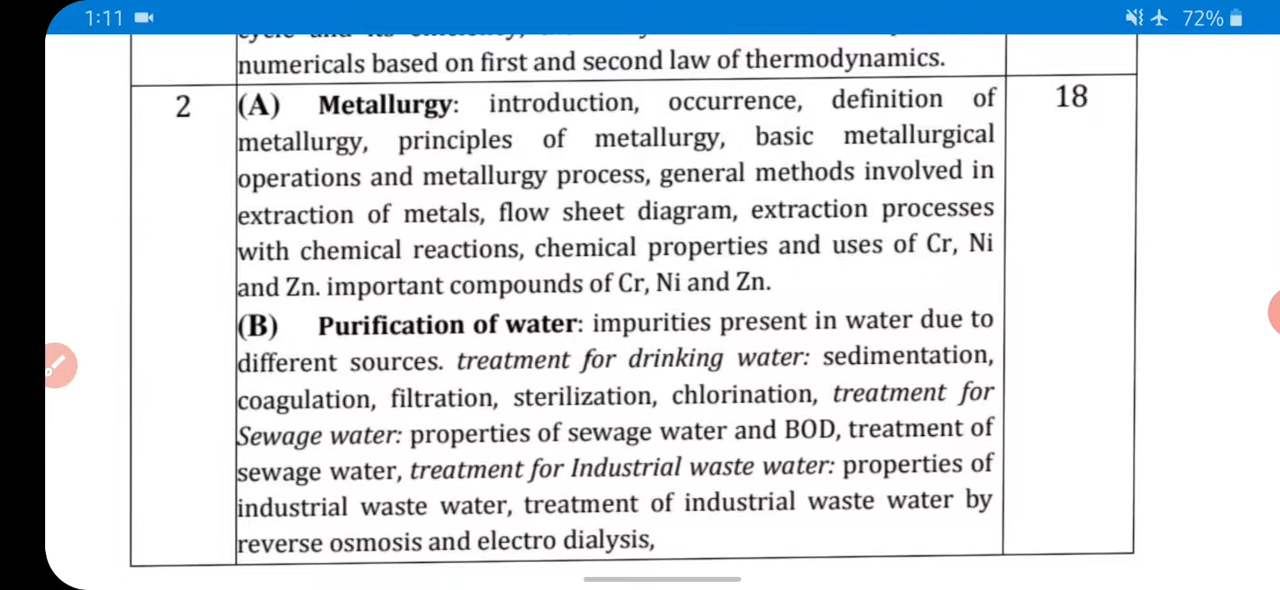 1:11
72%
numericals based on first and second law of thermodynamics.
2
(A) Metallurgy: introduction, occurrence, definition of
metallurgy, principles of metallurgy, basic metallurgical
operations and metallurgy process, general methods involved in
extraction of metals, flow sheet diagram, extraction processes
with chemical reactions, chemical properties and uses of Cr, Ni
and Zn. important compounds of Cr, Ni and Zn.
18
(B) Purification of water: impurities present in water due to
different sources. treatment for drinking water: sedimentation,
coagulation, filtration, sterilization, chlorination, treatment for
Sewage water: properties of sewage water and BOD, treatment of
sewage water, treatment for Industrial waste water: properties of
industrial waste water, treatment of industrial waste water by
reverse osmosis and electro dialysis,